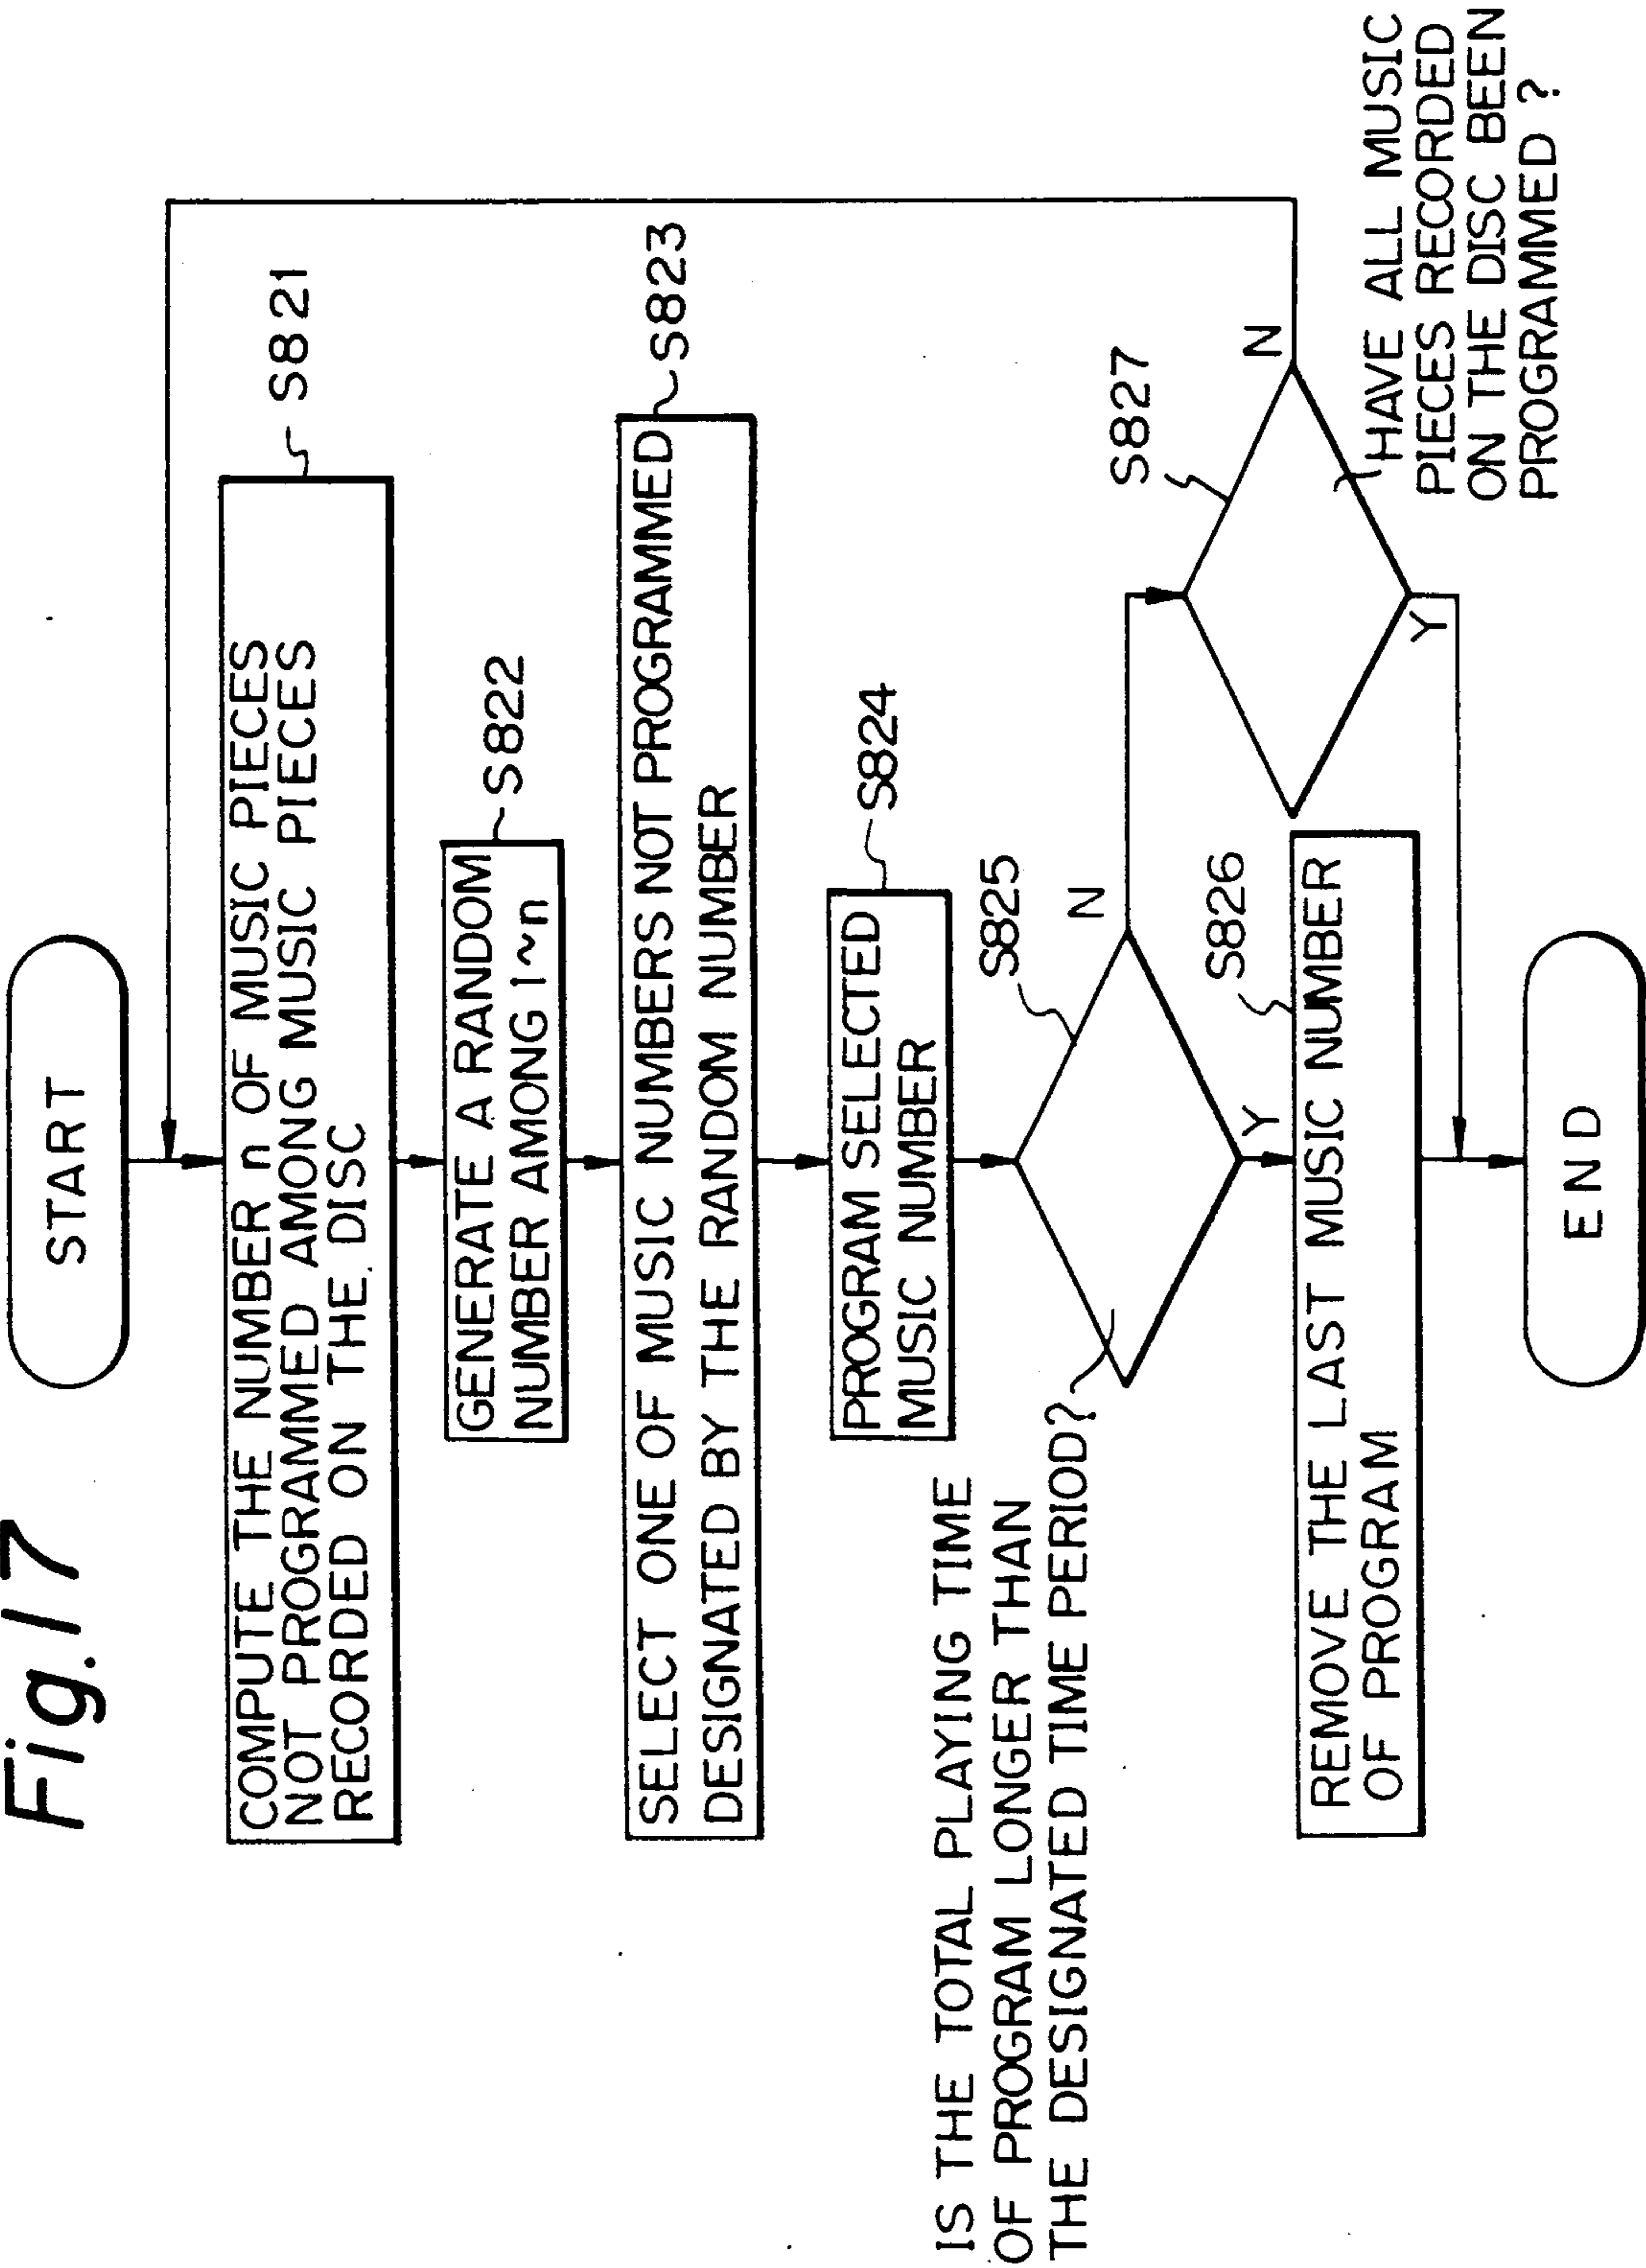 Fig.17
START
COMPUTE THE NUMBER n OF MUSIC PIECES
NOT PROGRAMMED AMONG MUSIC PIECES
RECORDED ON THE DISC
S821
GENERATE A RANDOM
NUMBER AMONG 1~n
S822
SELECT ONE OF MUSIC NUMBERS NOT PROGRAMMED
DESIGNATED BY THE RANDOM NUMBER
S823
PROGRAM SELECTED
MUSIC NUMBER
S824
IS THE TOTAL PLAYING TIME
OF PROGRAM LONGER THAN
THE DESIGNATED TIME PERIOD?
S825
N
Y
S827
N
Y
HAVE ALL MUSIC
PIECES RECORDED
ON THE DISC BEEN
PROGRAMMED ?
S826
REMOVE THE LAST MUSIC NUMBER
OF PROGRAM
END